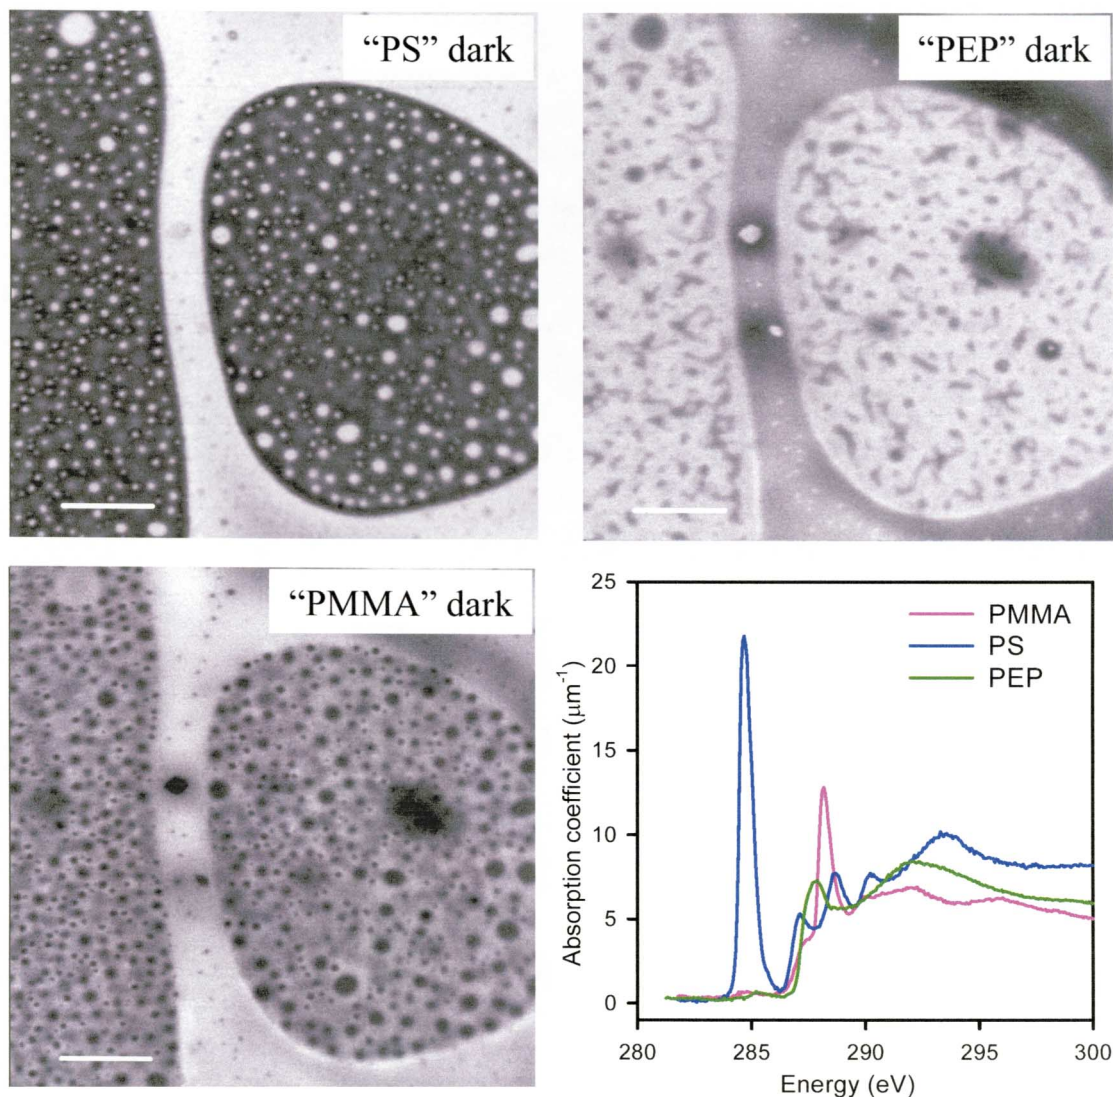 “PS” dark
“PEP” dark
“PMMA” dark
25
20
15
10
5
0
Absorption coefficient (µm⁻¹)
PMMA
PS
PEP
280
285
290
295
300
Energy (eV)